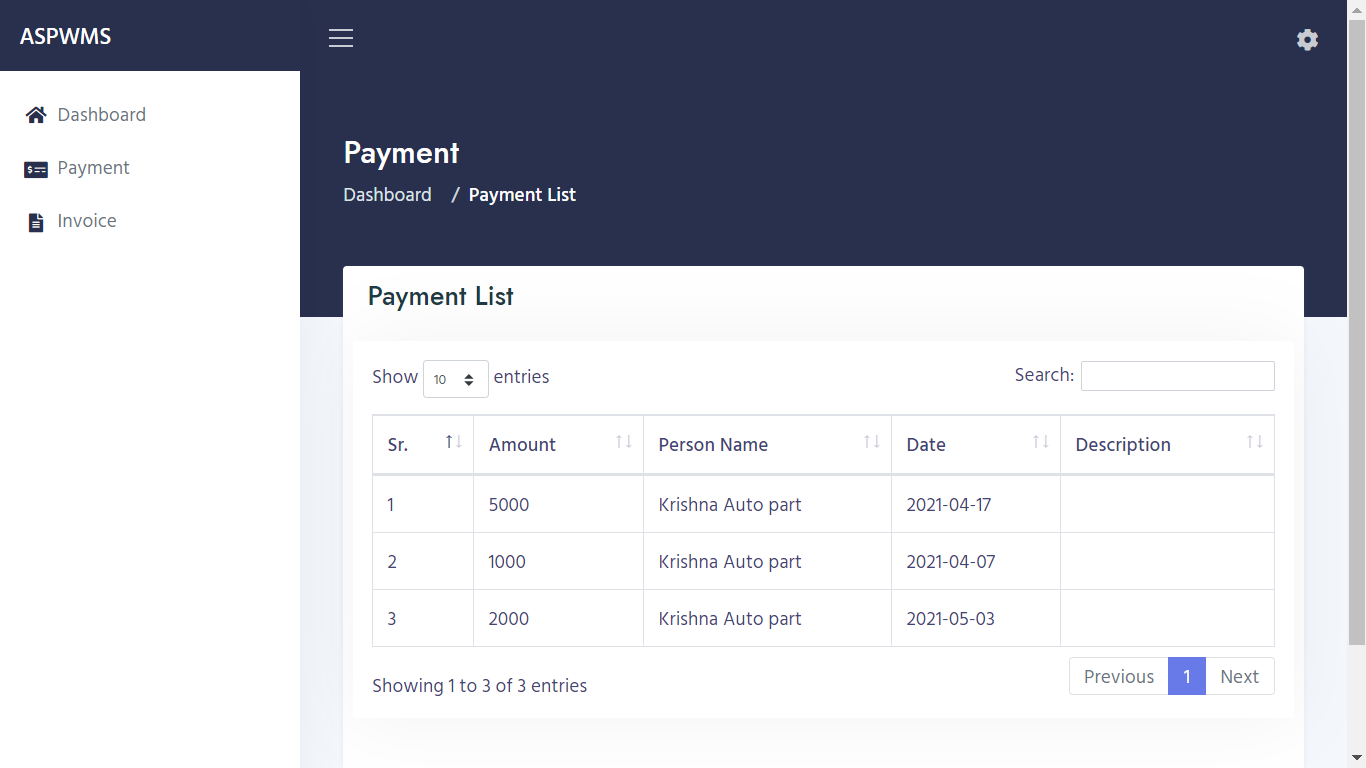 ASPWMS
Dashboard
Payment
Invoice
Payment
Dashboard / Payment List
Payment List
Show 10 entries
Search:
Sr. Amount Person Name Date Description
1 5000 Krishna Auto part 2021-04-17
2 1000 Krishna Auto part 2021-04-07
3 2000 Krishna Auto part 2021-05-03
Showing 1 to 3 of 3 entries
Previous 1 Next